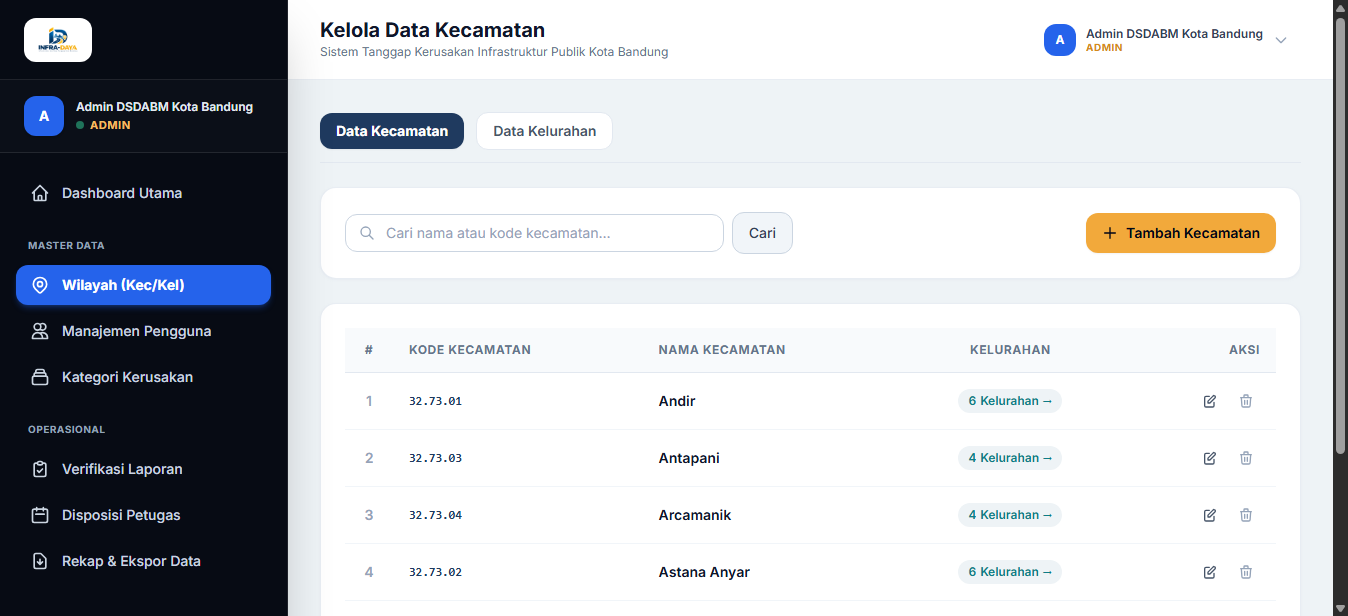 INFRA-DAYA
A
Admin DSDABM Kota Bandung
ADMIN
Dashboard Utama
MASTER DATA
Wilayah (Kec/Kel)
Manajemen Pengguna
Kategori Kerusakan
OPERASIONAL
Verifikasi Laporan
Disposisi Petugas
Rekap & Ekspor Data
Kelola Data Kecamatan
Sistem Tanggap Kerusakan Infrastruktur Publik Kota Bandung
A
Admin DSDABM Kota Bandung
ADMIN
Data Kecamatan
Data Kelurahan
Cari nama atau kode kecamatan...
Cari
+ Tambah Kecamatan
# KODE KECAMATAN NAMA KECAMATAN KELURAHAN AKSI
1 32.73.01 Andir 6 Kelurahan →
2 32.73.03 Antapani 4 Kelurahan →
3 32.73.04 Arcamanik 4 Kelurahan →
4 32.73.02 Astana Anyar 6 Kelurahan →